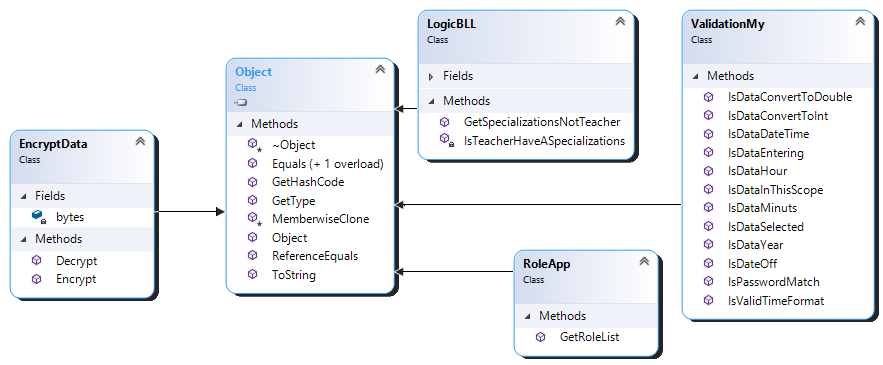 EncryptData
Class
Fields
bytes
Methods
Decrypt
Encrypt
Object
Class
Methods
~Object
Equals (+ 1 overload)
GetHashCode
GetType
MemberwiseClone
Object
ReferenceEquals
ToString
LogicBLL
Class
Fields
Methods
GetSpecializationsNotTeacher
IsTeacherHaveASpecializations
RoleApp
Class
Methods
GetRoleList
ValidationMy
Class
Methods
IsDataConvertToDouble
IsDataConvertToInt
IsDataDateTime
IsDataEntering
IsDataHour
IsDataInThisScope
IsDataMinuts
IsDataSelected
IsDataYear
IsDateOff
IsPasswordMatch
IsValidTimeFormat